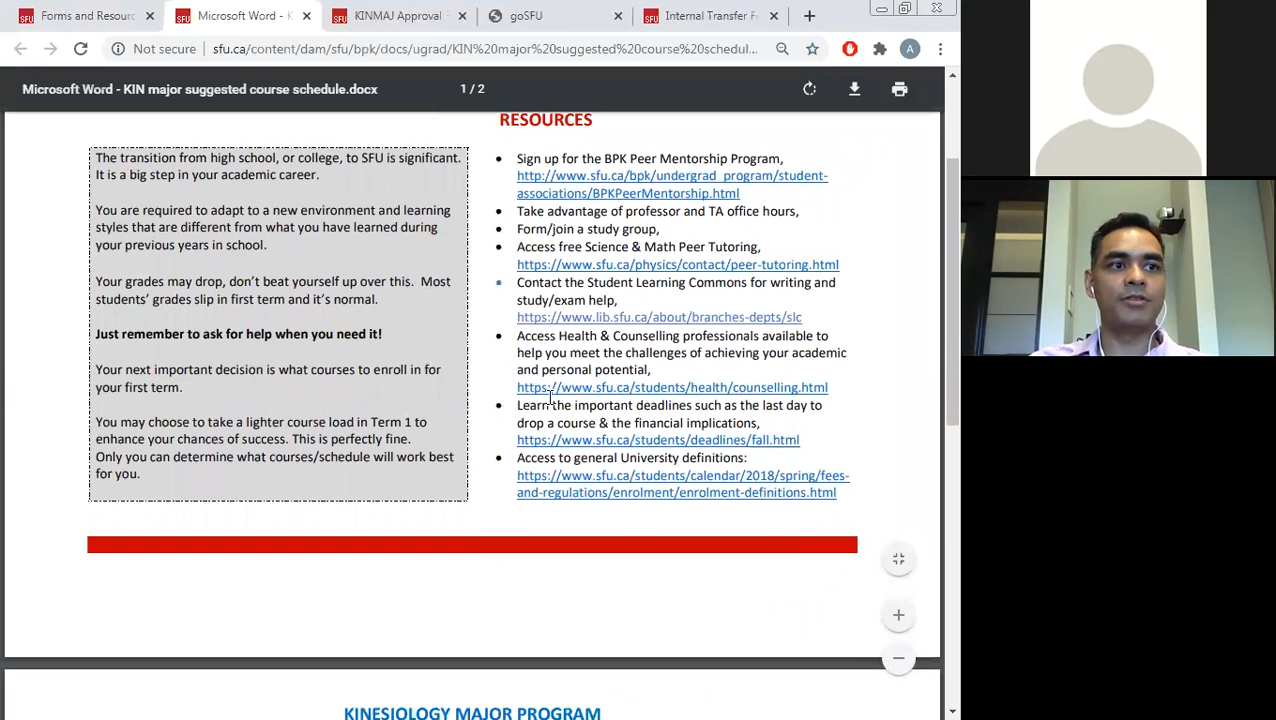 SFU
Forms and Resourc
×
SFU
Microsoft Word - K
×
SFU
KINMAJ Approval F
×
goSFU
×
SFU
Internal Transfer F
×
+
Not secure
sfu.ca/content/dam/sfu/bpk/docs/ugrad/KIN%20major%20suggested%20course%20schedul...
A
Microsoft Word - KIN major suggested course schedule.docx
1 / 2
RESOURCES
The transition from high school, or college, to SFU is significant.
It is a big step in your academic career.
You are required to adapt to a new environment and learning
styles that are different from what you have learned during
your previous years in school.
Your grades may drop, don't beat yourself up over this. Most
students' grades slip in first term and it's normal.
Just remember to ask for help when you need it!
Your next important decision is what courses to enroll in for
your first term.
You may choose to take a lighter course load in Term 1 to
enhance your chances of success. This is perfectly fine.
Only you can determine what courses/schedule will work best
for you.
• Sign up for the BPK Peer Mentorship Program,
http://www.sfu.ca/bpk/undergrad_program/student-
associations/BPKPeerMentorship.html
• Take advantage of professor and TA office hours,
• Form/join a study group,
• Access free Science & Math Peer Tutoring,
https://www.sfu.ca/physics/contact/peer-tutoring.html
• Contact the Student Learning Commons for writing and
study/exam help,
https://www.lib.sfu.ca/about/branches-depts/slc
• Access Health & Counselling professionals available to
help you meet the challenges of achieving your academic
and personal potential,
https://www.sfu.ca/students/health/counselling.html
• Learn the important deadlines such as the last day to
drop a course & the financial implications,
https://www.sfu.ca/students/deadlines/fall.html
• Access to general University definitions:
https://www.sfu.ca/students/calendar/2018/spring/fees-
and-regulations/enrolment/enrolment-definitions.html
KINESIOLOGY MAJOR PROGRAM